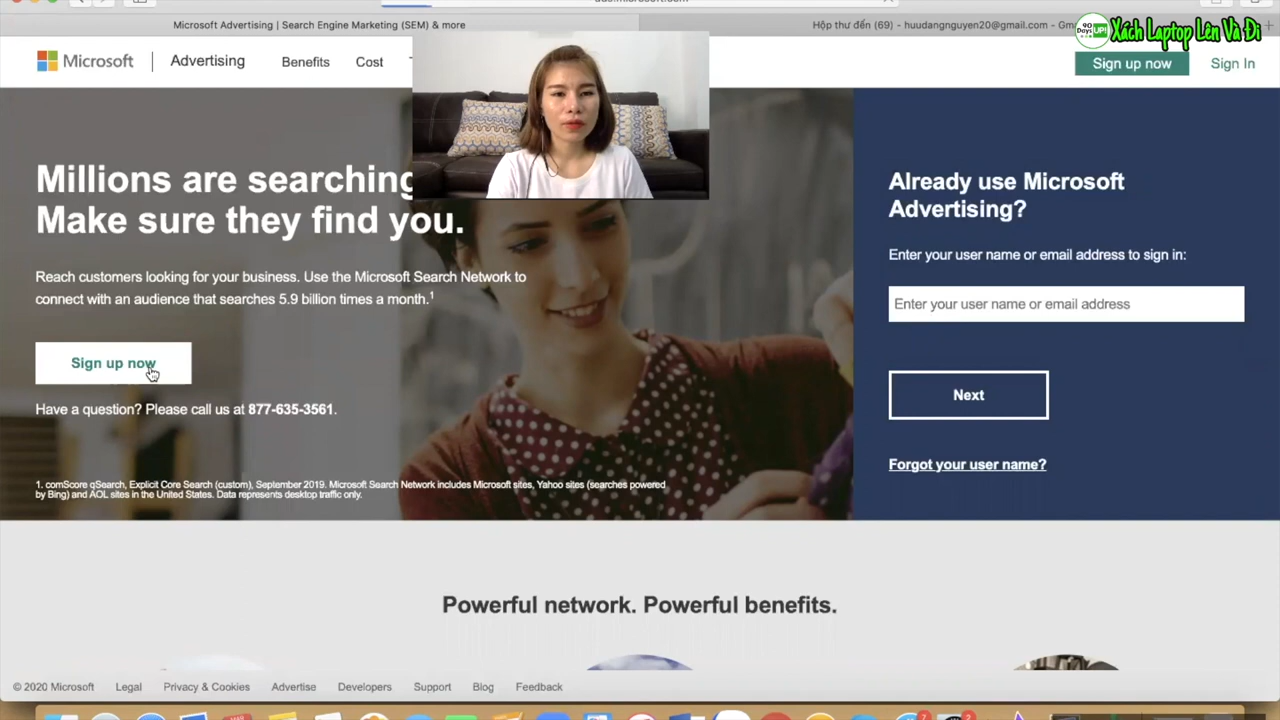 Microsoft Advertising | Search Engine Marketing (SEM) & more
Hộp thư đến (69) - huudangnguyen20@gmail.com - Gm
90 Days UP!
Xách Laptop Lên Và Đi
Microsoft | Advertising Benefits Cost
Sign up now Sign In
Millions are searching
Make sure they find you.
Reach customers looking for your business. Use the Microsoft Search Network to
connect with an audience that searches 5.9 billion times a month.1
Sign up now
Have a question? Please call us at 877-635-3561.
1. comScore qSearch, Explicit Core Search (custom), September 2019. Microsoft Search Network includes Microsoft sites, Yahoo sites (searches powered
by Bing) and AOL sites in the United States. Data represents desktop traffic only.
Already use Microsoft
Advertising?
Enter your user name or email address to sign in:
Enter your user name or email address
Next
Forgot your user name?
Powerful network. Powerful benefits.
© 2020 Microsoft Legal Privacy & Cookies Advertise Developers Support Blog Feedback